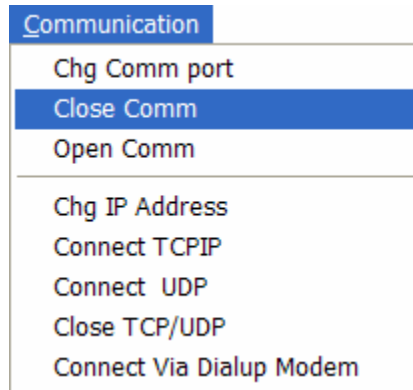 Communication
Chg Comm port
Close Comm
Open Comm
Chg IP Address
Connect TCPIP
Connect  UDP
Close TCP/UDP
Connect Via Dialup Modem